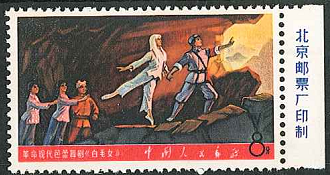 革命现代芭蕾舞剧《白毛女》
中国人民邮政
8分
北京邮票厂印制